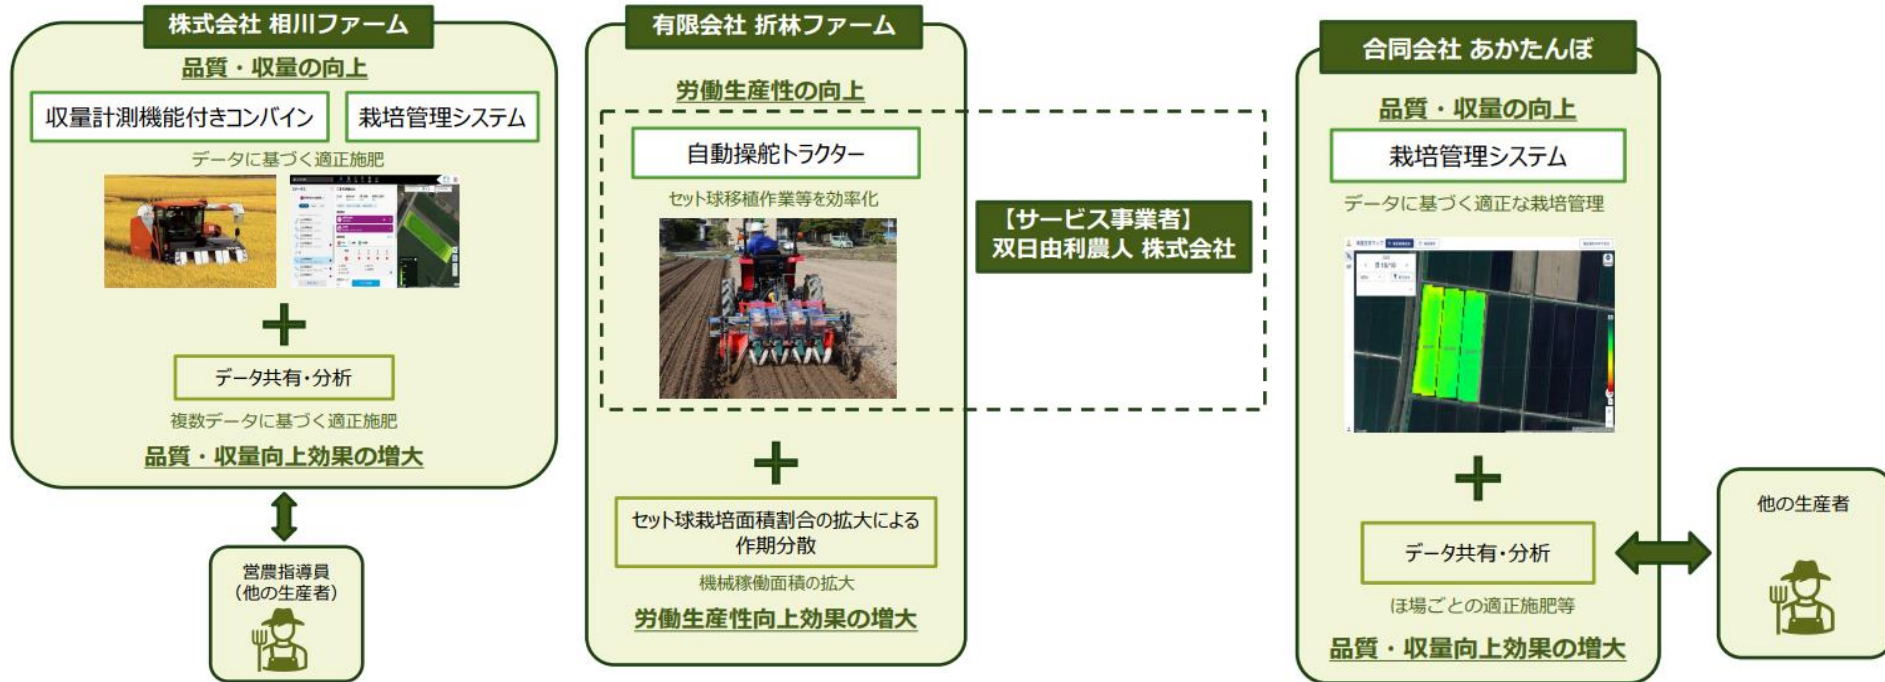 株式会社 相川ファーム
品質・収量の向上
収量計測機能付きコンバイン
栽培管理システム
データに基づく適正施肥
データ共有・分析
複数データに基づく適正施肥
品質・収量向上効果の増大
営農指導員
（他の生産者）
有限会社 折林ファーム
労働生産性の向上
自動操舵トラクター
セット球移植作業等を効率化
【サービス事業者】
双日由利農人 株式会社
セット球栽培面積割合の拡大による
作期分散
機械稼働面積の拡大
労働生産性向上効果の増大
合同会社 あかたんぼ
品質・収量の向上
栽培管理システム
データに基づく適正な栽培管理
データ共有・分析
ほ場ごとの適正施肥等
品質・収量向上効果の増大
他の生産者